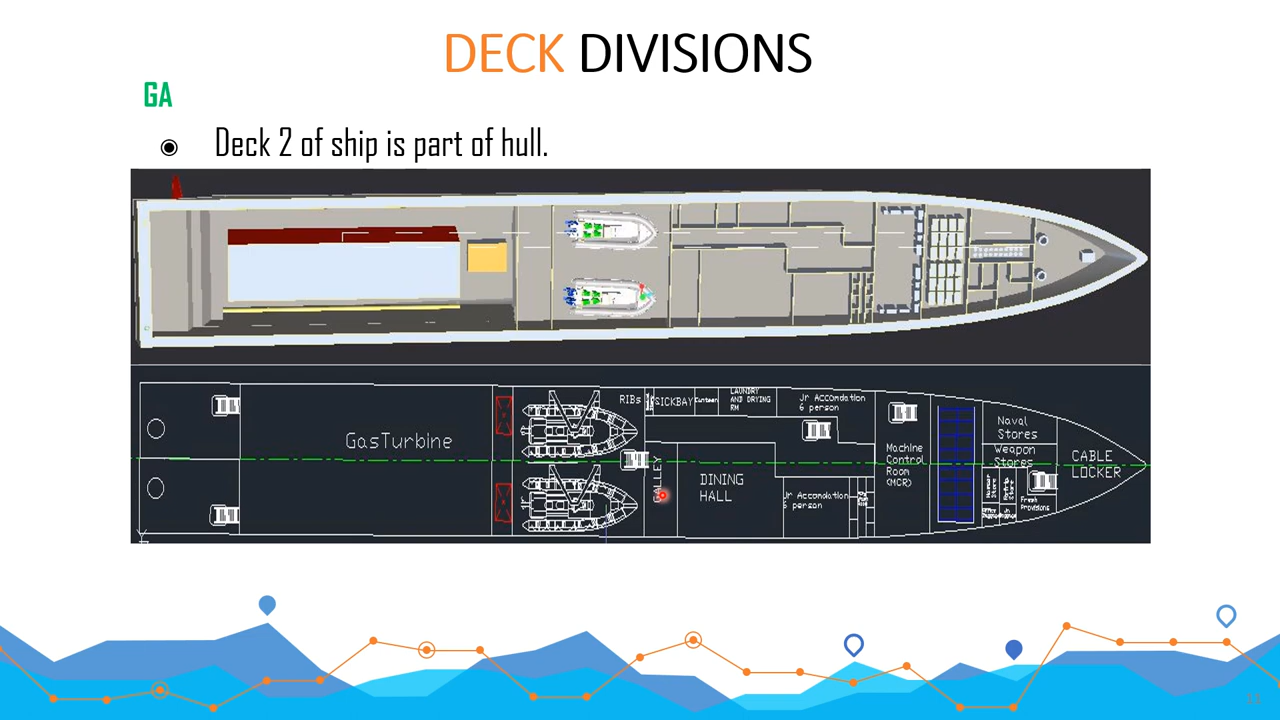 DECK DIVISIONS
GA
Deck 2 of ship is part of hull.
GasTurbine
RIBs
SICKBAY
Canteen
LAUNDRY
AND DRYING
RM
Jr Accomdation
6 person
GALLEY
DINING
HALL
Jr Accomdation
6 person
Machine
Control
Room
(MCR)
Naval
Stores
Weapon
Stores
Fresh
Provisions
CABLE
LOCKER
11